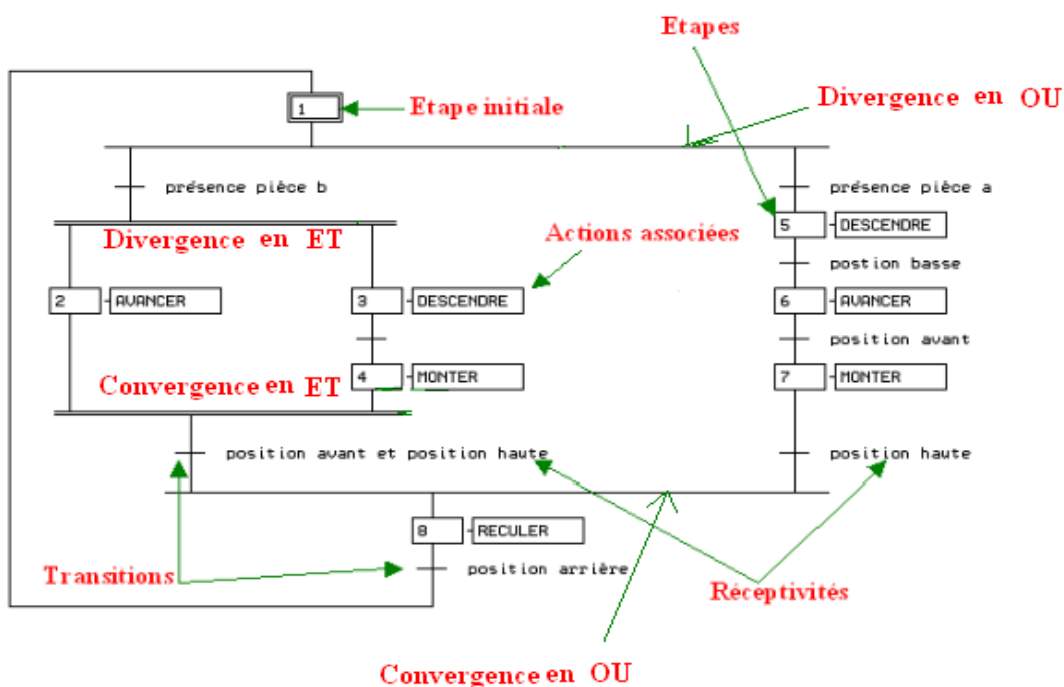 Etapes
Divergence en OU
1
Etape initiale
présence pièce b
présence pièce a
5 DESCENDRE
Divergence en ET
Actions associées
postion basse
2 AVANCER
3 DESCENDRE
6 AVANCER
position avant
Convergence en ET
4 MONTER
7 MONTER
position avant et position haute
position haute
8 RECULER
Transitions
position arrière
Réceptivités
Convergence en OU